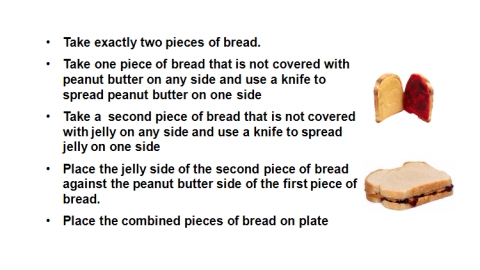 • Take exactly two pieces of bread.
• Take one piece of bread that is not covered with
peanut butter on any side and use a knife to
spread peanut butter on one side
• Take a second piece of bread that is not covered
with jelly on any side and use a knife to spread
jelly on one side
• Place the jelly side of the second piece of bread
against the peanut butter side of the first piece of
bread.
• Place the combined pieces of bread on plate